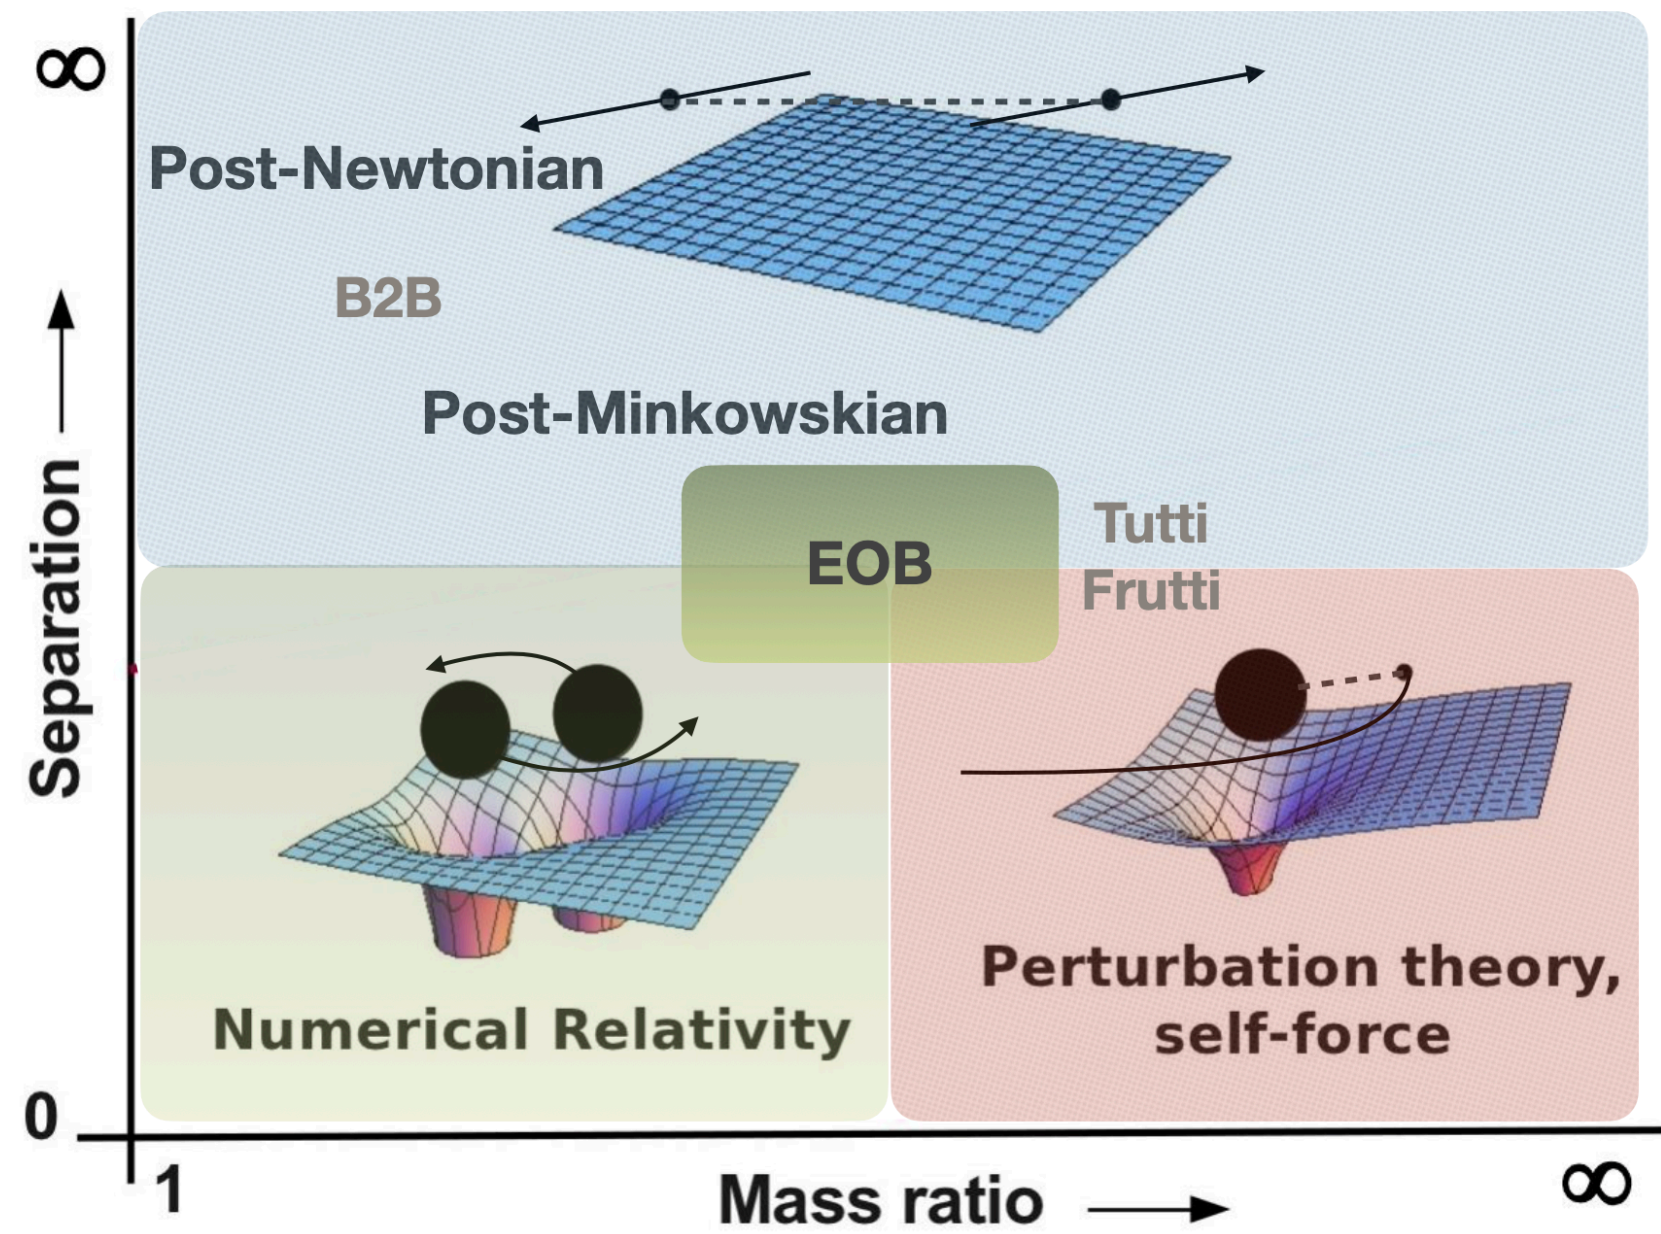 ∞
Post-Newtonian
B2B
Post-Minkowskian
EOB
Tutti
Frutti
Separation
Numerical Relativity
Perturbation theory,
self-force
0
1
Mass ratio
∞